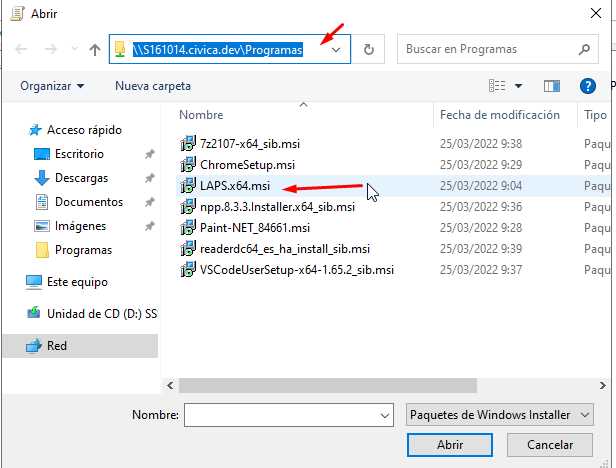 Abrir
\\S161014.civica.dev\Programas
Buscar en Programas
Organizar
Nueva carpeta
Nombre
Fecha de modificación
Tipo
Acceso rápido
Escritorio
Descargas
Documentos
Imágenes
Programas
Este equipo
Unidad de CD (D:) SS
Red
7z2107-x64_sib.msi 25/03/2022 9:38 Paqu
ChromeSetup.msi 25/03/2022 9:29 Paqu
LAPS.x64.msi 25/03/2022 9:04 Paqu
npp.8.3.3.Installer.x64_sib.msi 25/03/2022 9:36 Paqu
Paint-NET_84661.msi 25/03/2022 9:28 Paqu
readerdc64_es_ha_install_sib.msi 25/03/2022 9:36 Paqu
VSCodeUserSetup-x64-1.65.2_sib.msi 25/03/2022 9:37 Paqu
Nombre:
Paquetes de Windows Installer
Abrir
Cancelar